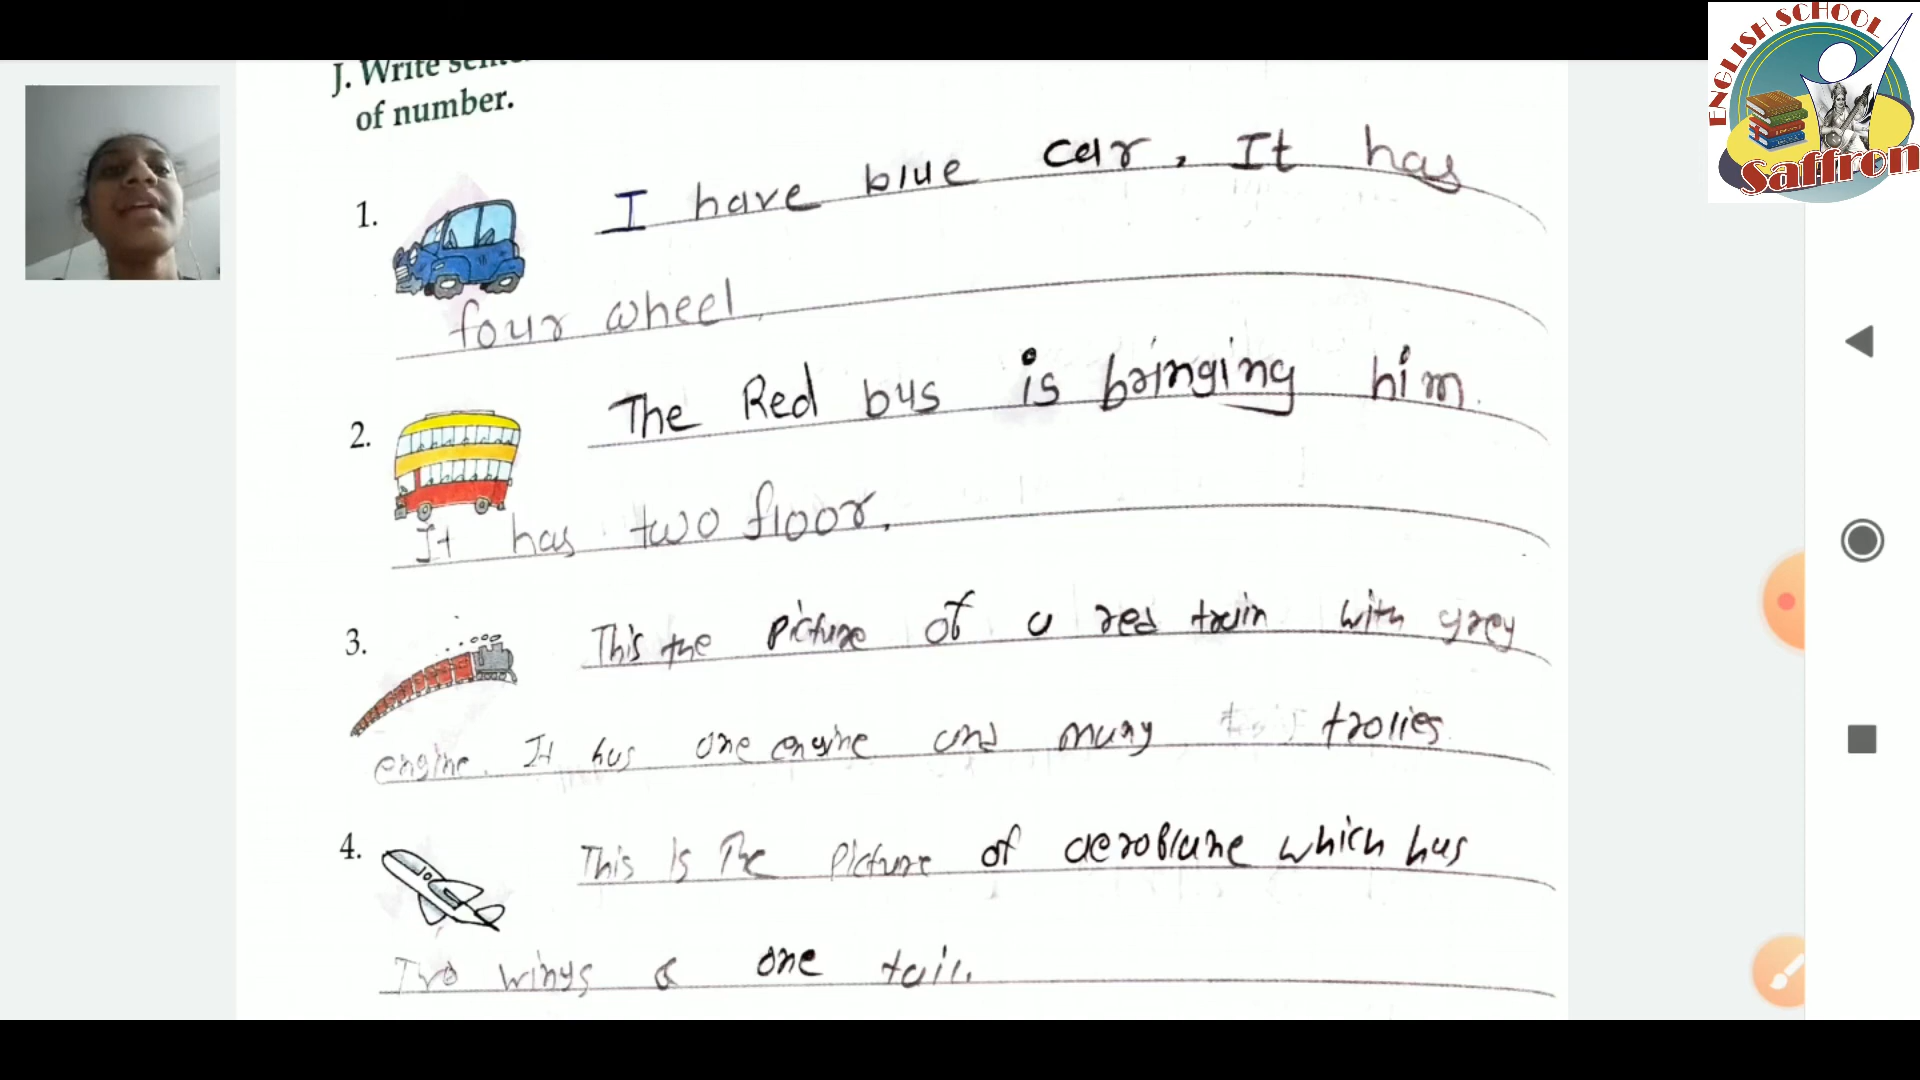 ENGLISH SCHOOL
Saffron
J. Write
of number.
1. I have blue car, It has
four wheel.
2. The Red bus is bringing him.
It has two floor.
3. This the picture of a red train with grey
engine. It has one engine and many trolies
4. This is The picture of aeroplane which has
Two wings & one tail.